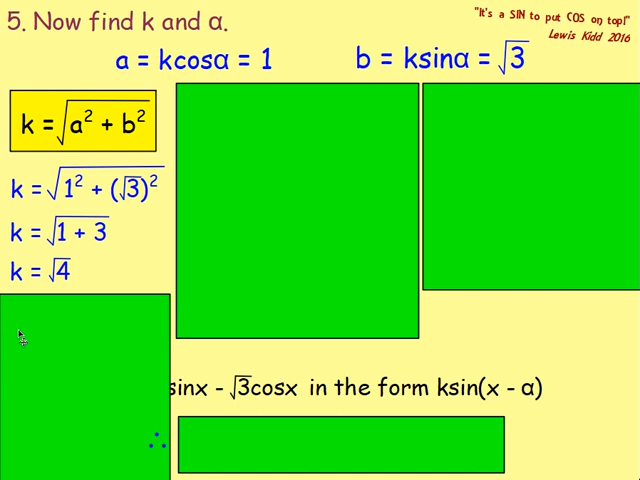 5. Now find k and α.
"It's a SIN to put COS on top!"
Lewis Kidd 2016
a = kcosα = 1
b = ksinα = √3
k = √a² + b²
k = √1² + (√3)²
k = √1 + 3
k = √4
sinx - √3cosx in the form ksin(x - α)
∴